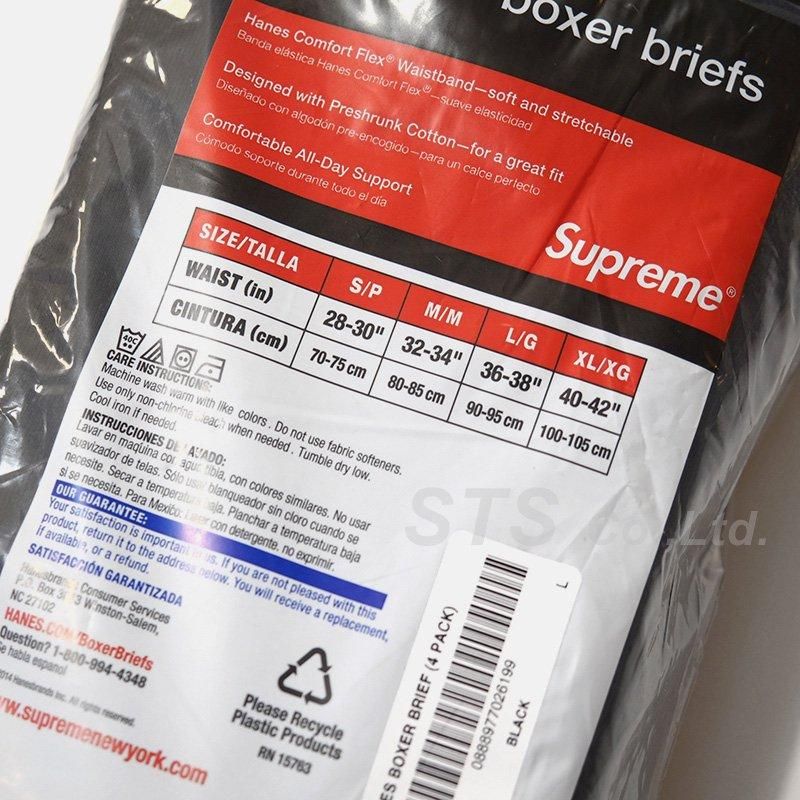 boxer briefs
Hanes Comfort Flex® Waistband—soft and stretchable
Banda elástica Hanes Comfort Flex®—suave elasticidad
Designed with Preshrunk Cotton—for a great fit
Diseñado con algodón pre-encogido—para un calce perfecto
Comfortable All-Day Support
Cómodo soporte durante todo el día
Supreme®
SIZE/TALLA S/P M/M L/G XL/XG
WAIST (in) 28-30" 32-34" 36-38" 40-42"
CINTURA (cm) 70-75 cm 80-85 cm 90-95 cm 100-105 cm
40C
CARE INSTRUCTIONS:
Machine wash warm with like colors. Do not use fabric softeners.
Use only non-chlorine bleach when needed. Tumble dry low.
Cool iron if needed.
INSTRUCCIONES DE LAVADO:
Lavar en maquina con agua tibia, con colores similares. No usar
suavizador de telas. Sólo usar blanqueador sin cloro cuando se
necesite. Secar a temperatura baja. Planchar a temperatura baja
si se necesita. Para México: Lavar con detergente, no exprimir.
OUR GUARANTEE:
Your satisfaction is important to us. If you are not pleased with this
product, return it to the address below. You will receive a replacement,
if available, or a refund.
SATISFACCIÓN GARANTIZADA
Hanesbrands Consumer Services
P.O. Box Winston-Salem,
NC 27102
HANES.COM/BoxerBriefs
Question? 1-800-994-4348
Se habla español
2014 Hanesbrands Inc. All rights reserved.
www.supremenewyork.com
Please Recycle
Plastic Products
RN 15763
ES BOXER BRIEF (4 PACK)
0888977026199
BLACK
L
STS Co., Ltd.